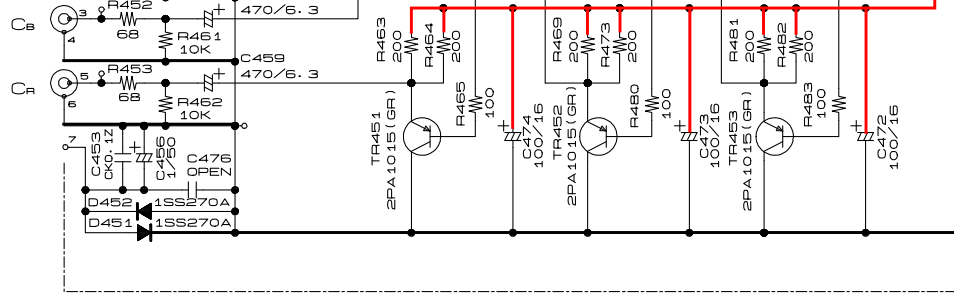 CB
3
4
R452
68
R461
10K
470/6.3
C459
CR
5
6
R453
68
R462
10K
470/6.3
7
C453
CKQ.1Z
C456
1/50
C476
OPEN
D452
1SS270A
D451
1SS270A
R463
200
R464
200
R465
100
TR451
2PA1015(GR)
C474
100/16
R469
200
R473
200
R480
100
TR452
2PA1015(GR)
C473
100/16
R481
200
R482
200
R483
100
TR453
2PA1015(GR)
C472
100/16